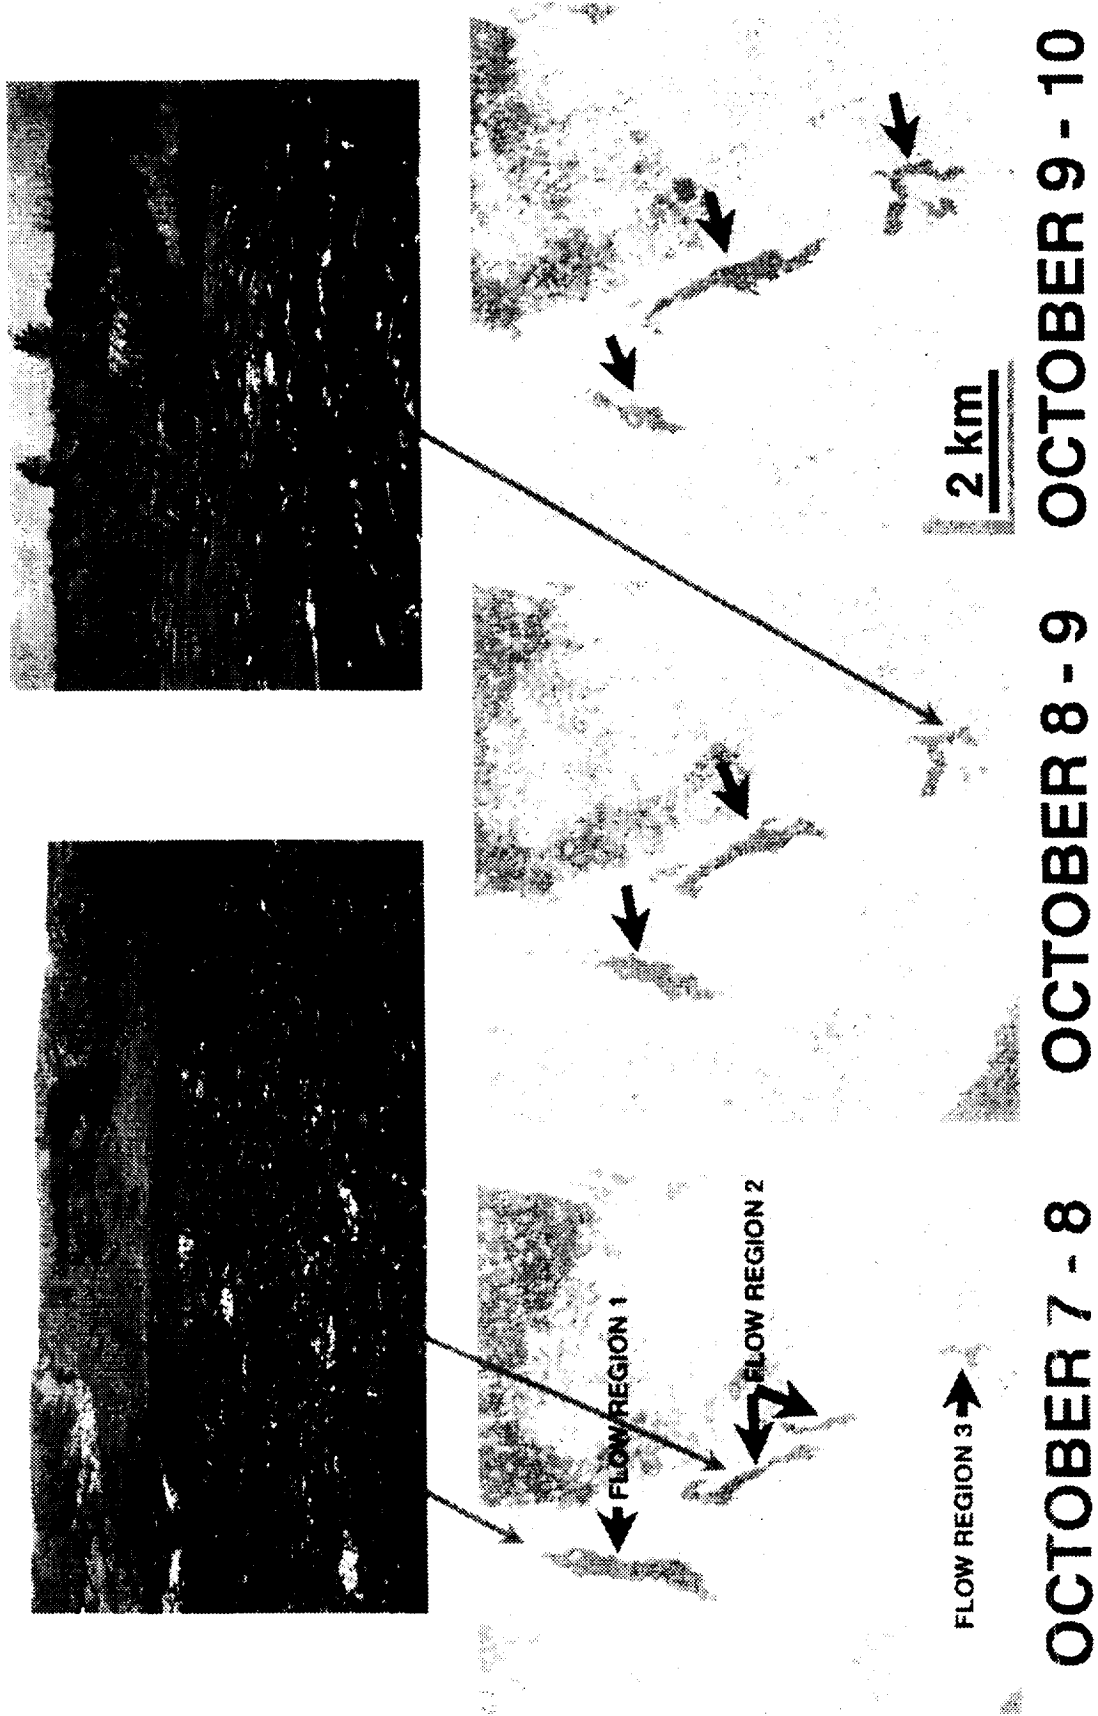 FLOW REGION 1
FLOW REGION 2
FLOW REGION 3
2 km
OCTOBER 7 - 8
OCTOBER 8 - 9
OCTOBER 9 - 10